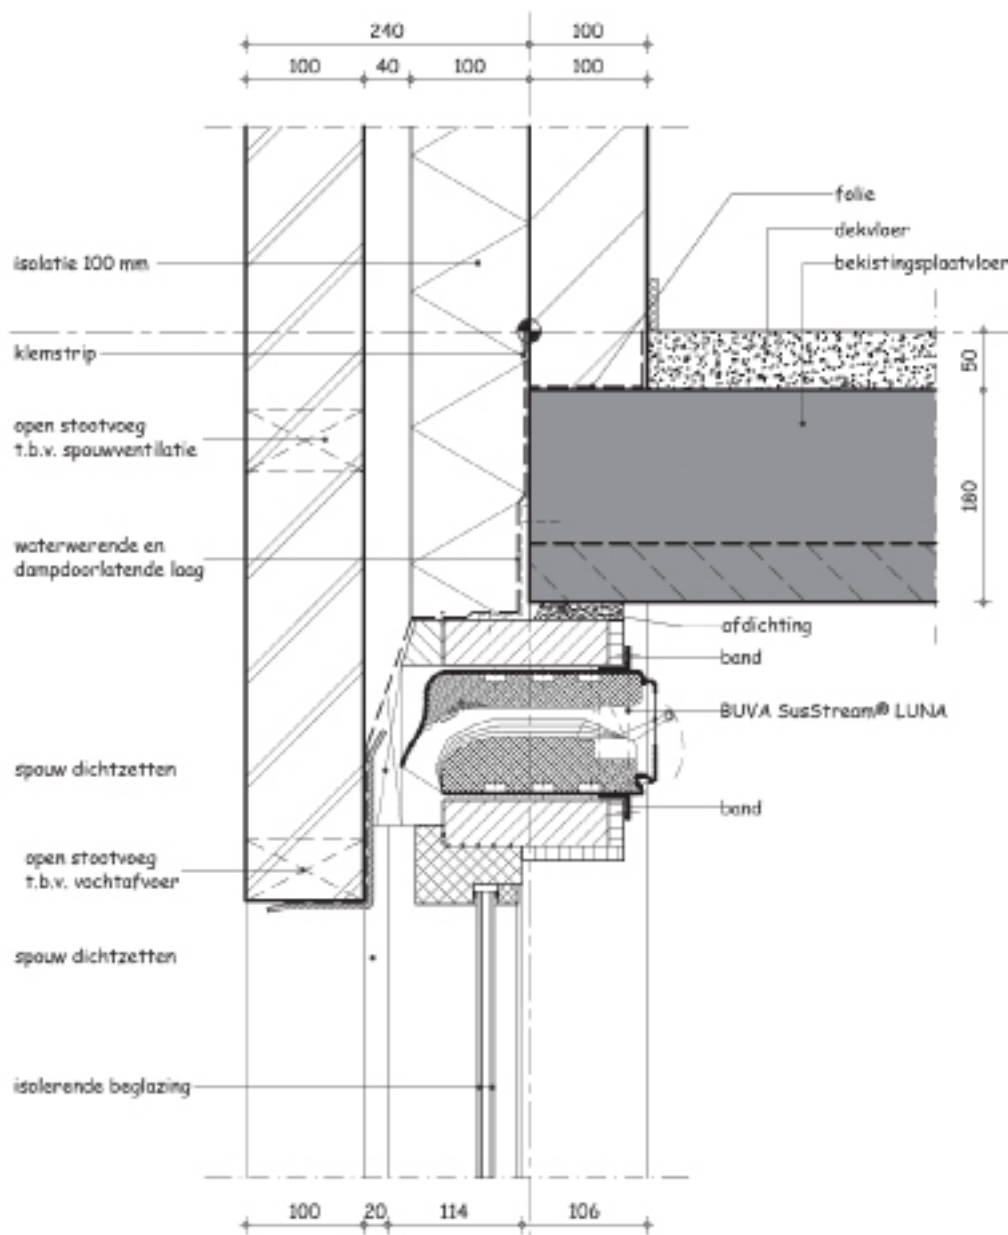 240 100
100 40 100 100
folie
dekvloer
isolatie 100 mm
bekistingsplaatvloer
klemstrip
50
open stootvoeg
t.b.v. spouwventilatie
180
waterwerende en
dampdoorlatende laag
afdichting
band
BUVA SusStream® LUNA
spouw dichtzetten
band
open stootvoeg
t.b.v. vochtafvoer
spouw dichtzetten
isolerende beglazing
100 20 114 106